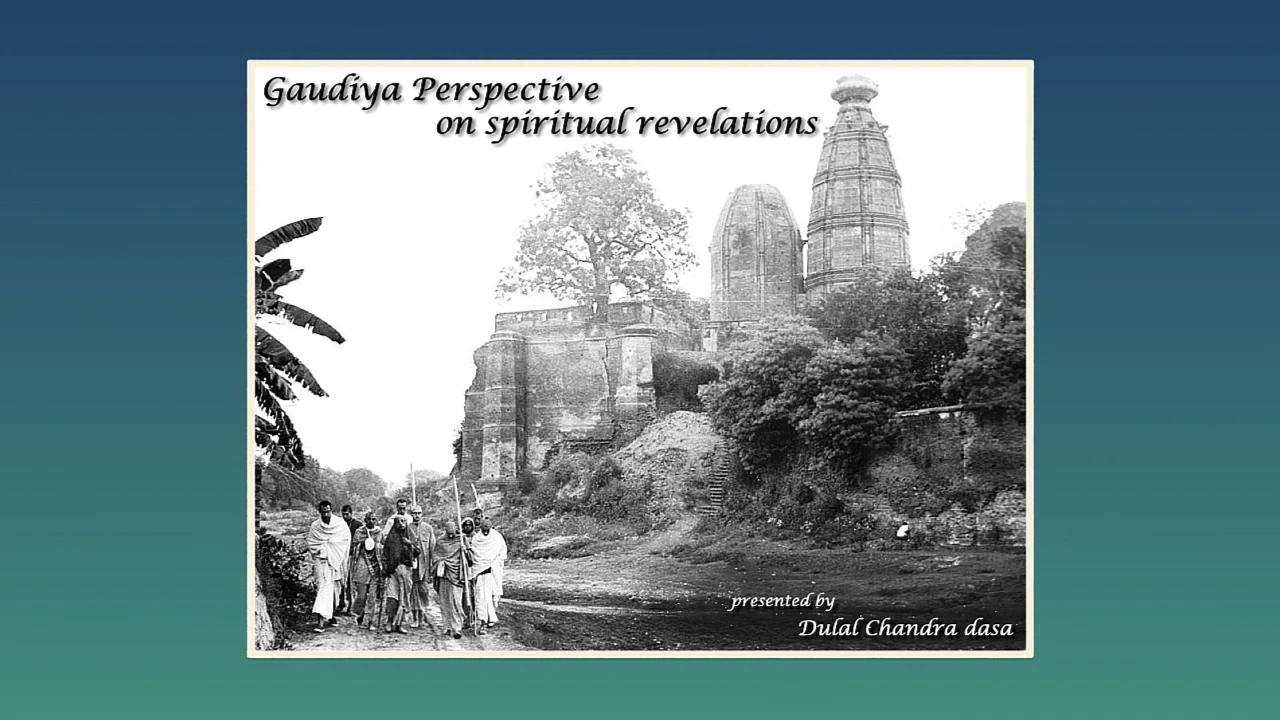 Gaudiya Perspective
on spiritual revelations
presented by
Dulal Chandra dasa